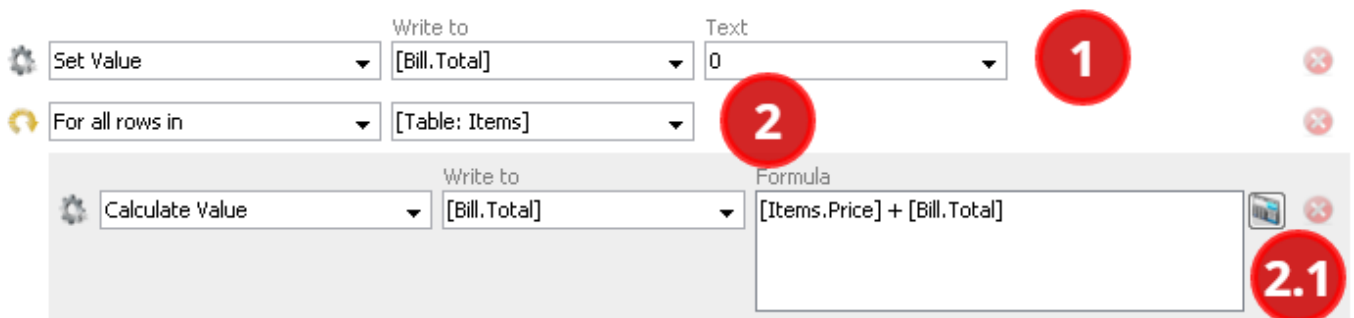 Write to Text
Set Value [Bill.Total] 0 1
For all rows in [Table: Items] 2
Write to Formula
Calculate Value [Bill.Total] [Items.Price] + [Bill.Total]
2.1